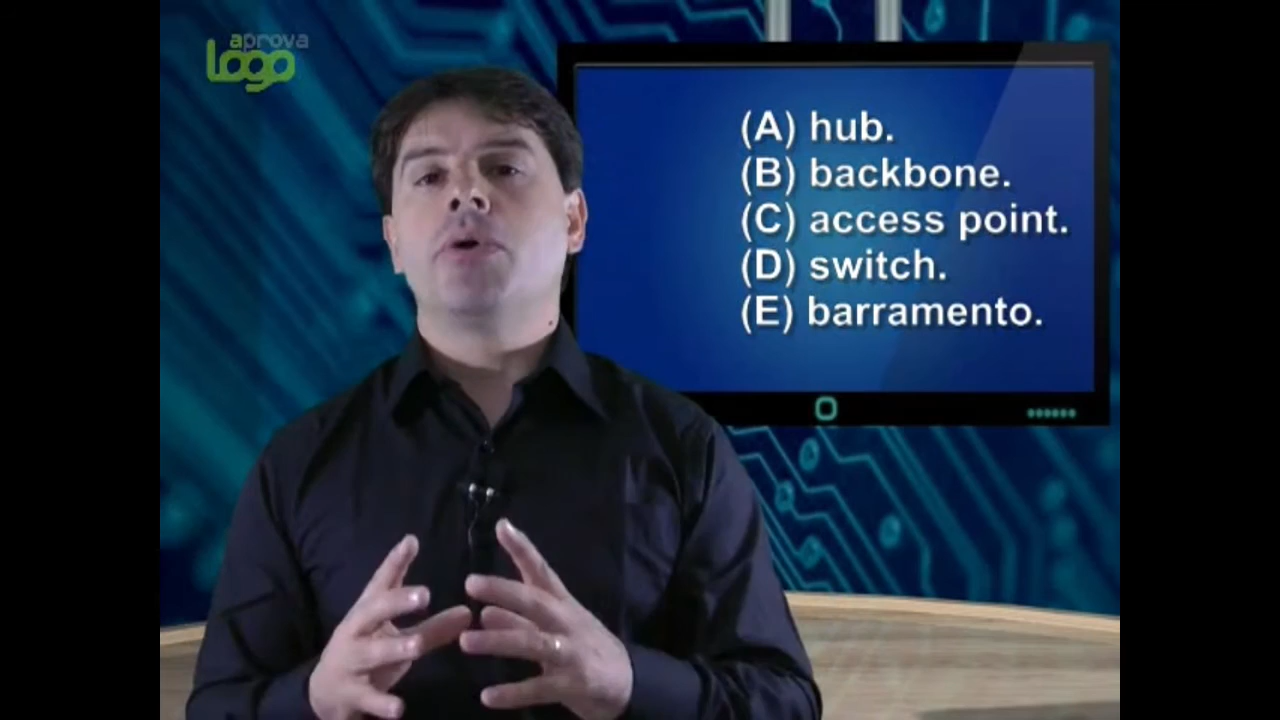 aprova
Logo
(A) hub.
(B) backbone.
(C) access point.
(D) switch.
(E) barramento.